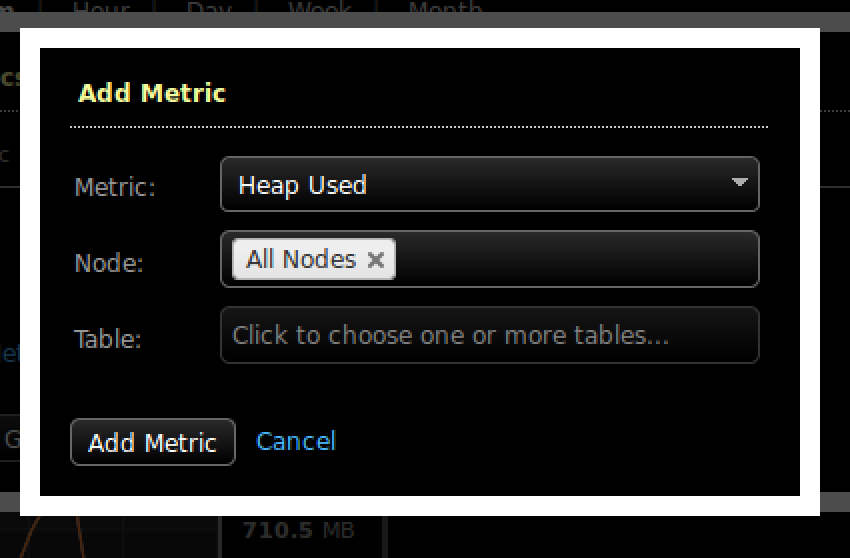 Hour Day Week Month
Add Metric
Metric: Heap Used
Node: All Nodes
Table: Click to choose one or more tables...
Add Metric Cancel
710.5 MB